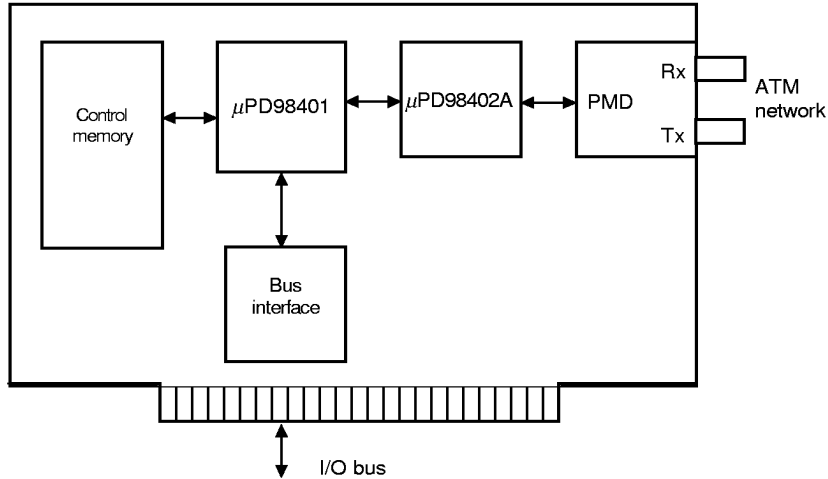 Control
memory
μPD98401
μPD98402A
PMD
Rx
Tx
ATM
network
Bus
interface
I/O bus